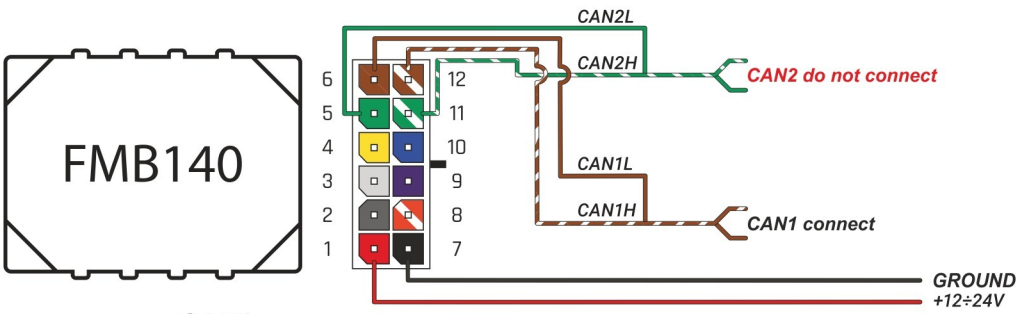 CAN2L
CAN2H
CAN2 do not connect
FMB140
6 12
5 11
4 10
3 9
2 8
1 7
CAN1L
CAN1H
CAN1 connect
GROUND
+12÷24V